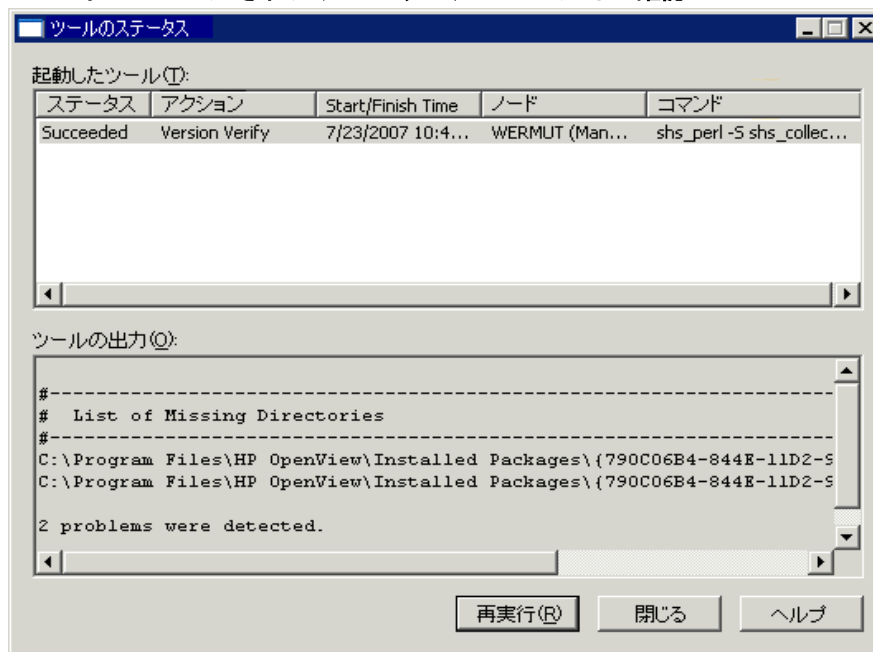 ツールのステータス
起動したツール(T):
ステータス アクション Start/Finish Time ノード コマンド
Succeeded Version Verify 7/23/2007 10:4... WERMUT (Man... shs_perl -S shs_collec...
ツールの出力(O):
#----------------------------------------------------------------
# List of Missing Directories
#----------------------------------------------------------------
C:\Program Files\HP OpenView\Installed Packages\{790C06B4-844E-11D2-9
C:\Program Files\HP OpenView\Installed Packages\{790C06B4-844E-11D2-9
2 problems were detected.
再実行(R) 閉じる ヘルプ